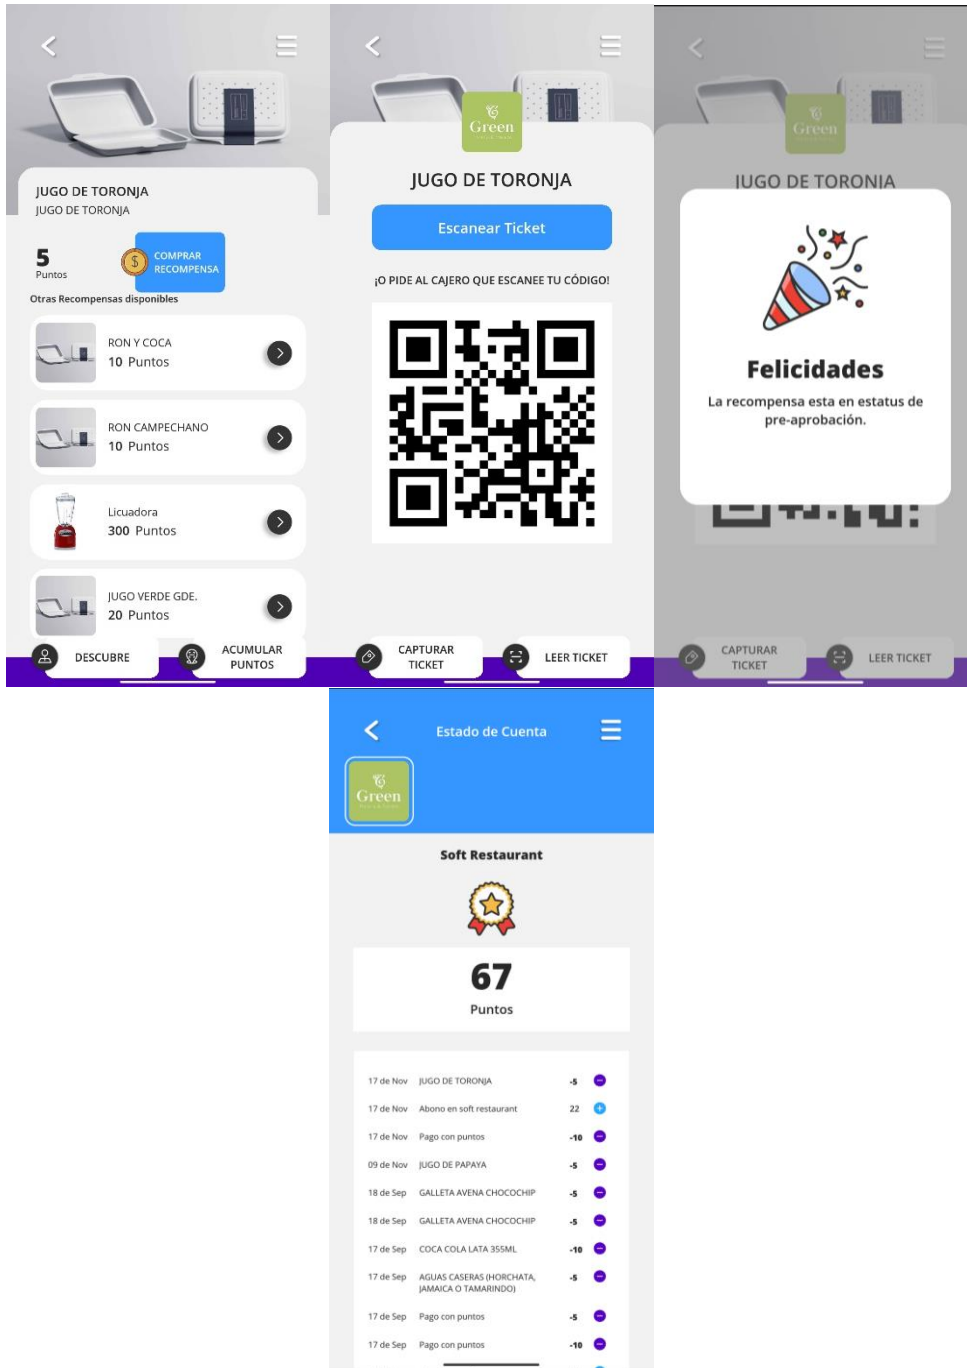 JUGO DE TORONJA
JUGO DE TORONJA
5
Puntos
COMPRAR
RECOMPENSA
Otras Recompensas disponibles
RON Y COCA
10 Puntos
RON CAMPECHANO
10 Puntos
Licuadora
300 Puntos
JUGO VERDE GDE.
20 Puntos
DESCUBRE
ACUMULAR
PUNTOS
Green
JUGO DE TORONJA
Escanear Ticket
¡O PIDE AL CAJERO QUE ESCANEE TU CÓDIGO!
CAPTURAR
TICKET
LEER TICKET
Green
JUGO DE TORONJA
Felicidades
La recompensa esta en estatus de
pre-aprobación.
CAPTURAR
TICKET
LEER TICKET
Estado de Cuenta
Green
Soft Restaurant
67
Puntos
17 de Nov JUGO DE TORONJA -5
17 de Nov Abono en soft restaurant 22
17 de Nov Pago con puntos -10
09 de Nov JUGO DE PAPAYA -5
18 de Sep GALLETA AVENA CHOCOCHIP -5
18 de Sep GALLETA AVENA CHOCOCHIP -5
17 de Sep COCA COLA LATA 355ML -10
17 de Sep AGUAS CASERAS (HORCHATA, -5
JAMAICA O TAMARINDO)
17 de Sep Pago con puntos -5
17 de Sep Pago con puntos -10